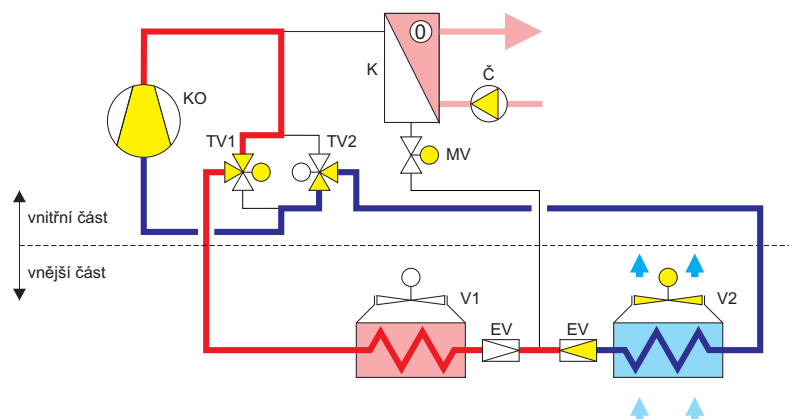 0
K
Č
KO
TV1
TV2
MV
vnitřní část
vnější část
V1
V2
EV
EV